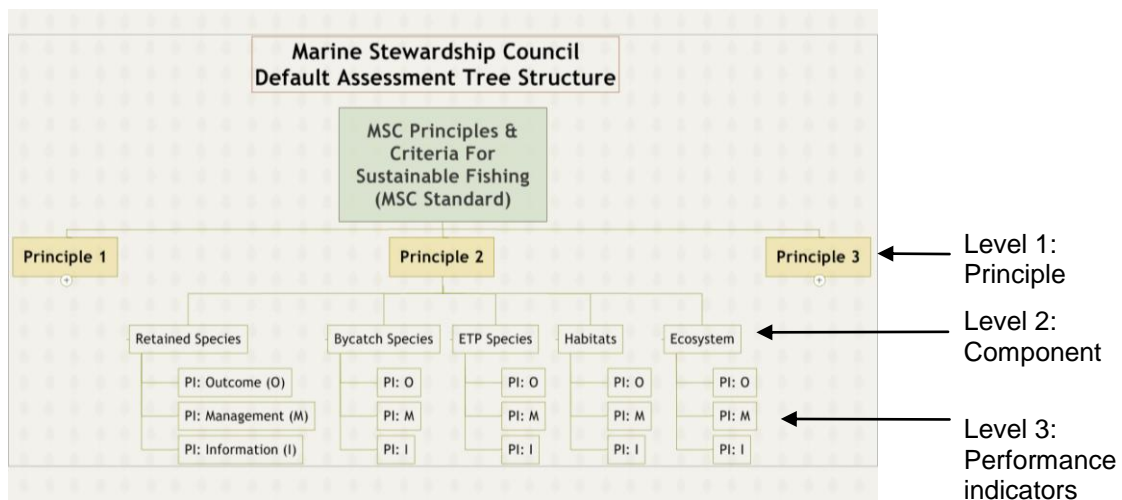 Marine Stewardship Council
Default Assessment Tree Structure
MSC Principles &
Criteria For
Sustainable Fishing
(MSC Standard)
Principle 1
Principle 2
Principle 3
Level 1:
Principle
Retained Species
Bycatch Species
ETP Species
Habitats
Ecosystem
Level 2:
Component
PI: Outcome (O)
PI: O
PI: O
PI: O
PI: O
PI: Management (M)
PI: M
PI: M
PI: M
PI: M
PI: Information (I)
PI: I
PI: I
PI: I
PI: I
Level 3:
Performance
indicators